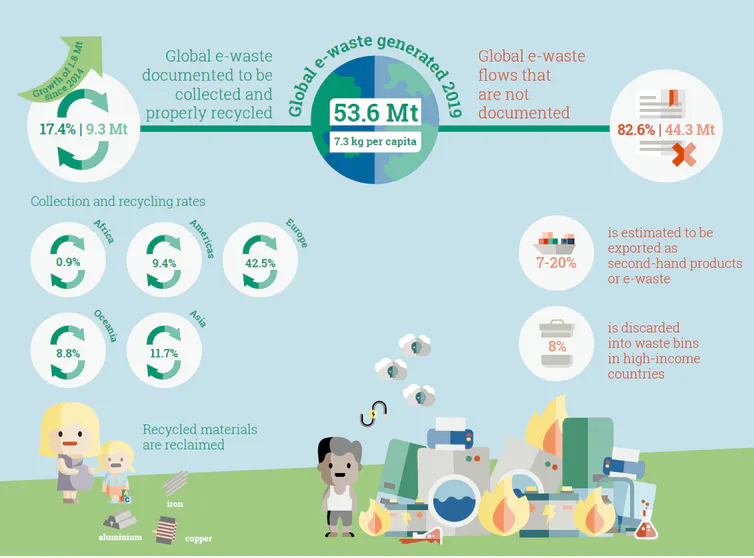 Growth of 1.8 Mt
since 2014
17.4% | 9.3 Mt
Global e-waste
documented to be
collected and
properly recycled
Global e-waste generated 2019
53.6 Mt
7.3 kg per capita
Global e-waste
flows that
are not
documented
82.6% | 44.3 Mt
Collection and recycling rates
Africa
0.9%
Americas
9.4%
Europe
42.5%
Oceania
8.8%
Asia
11.7%
7-20%
is estimated to be
exported as
second-hand products
or e-waste
8%
is discarded
into waste bins
in high-income
countries
Recycled materials
are reclaimed
iron
aluminium
copper